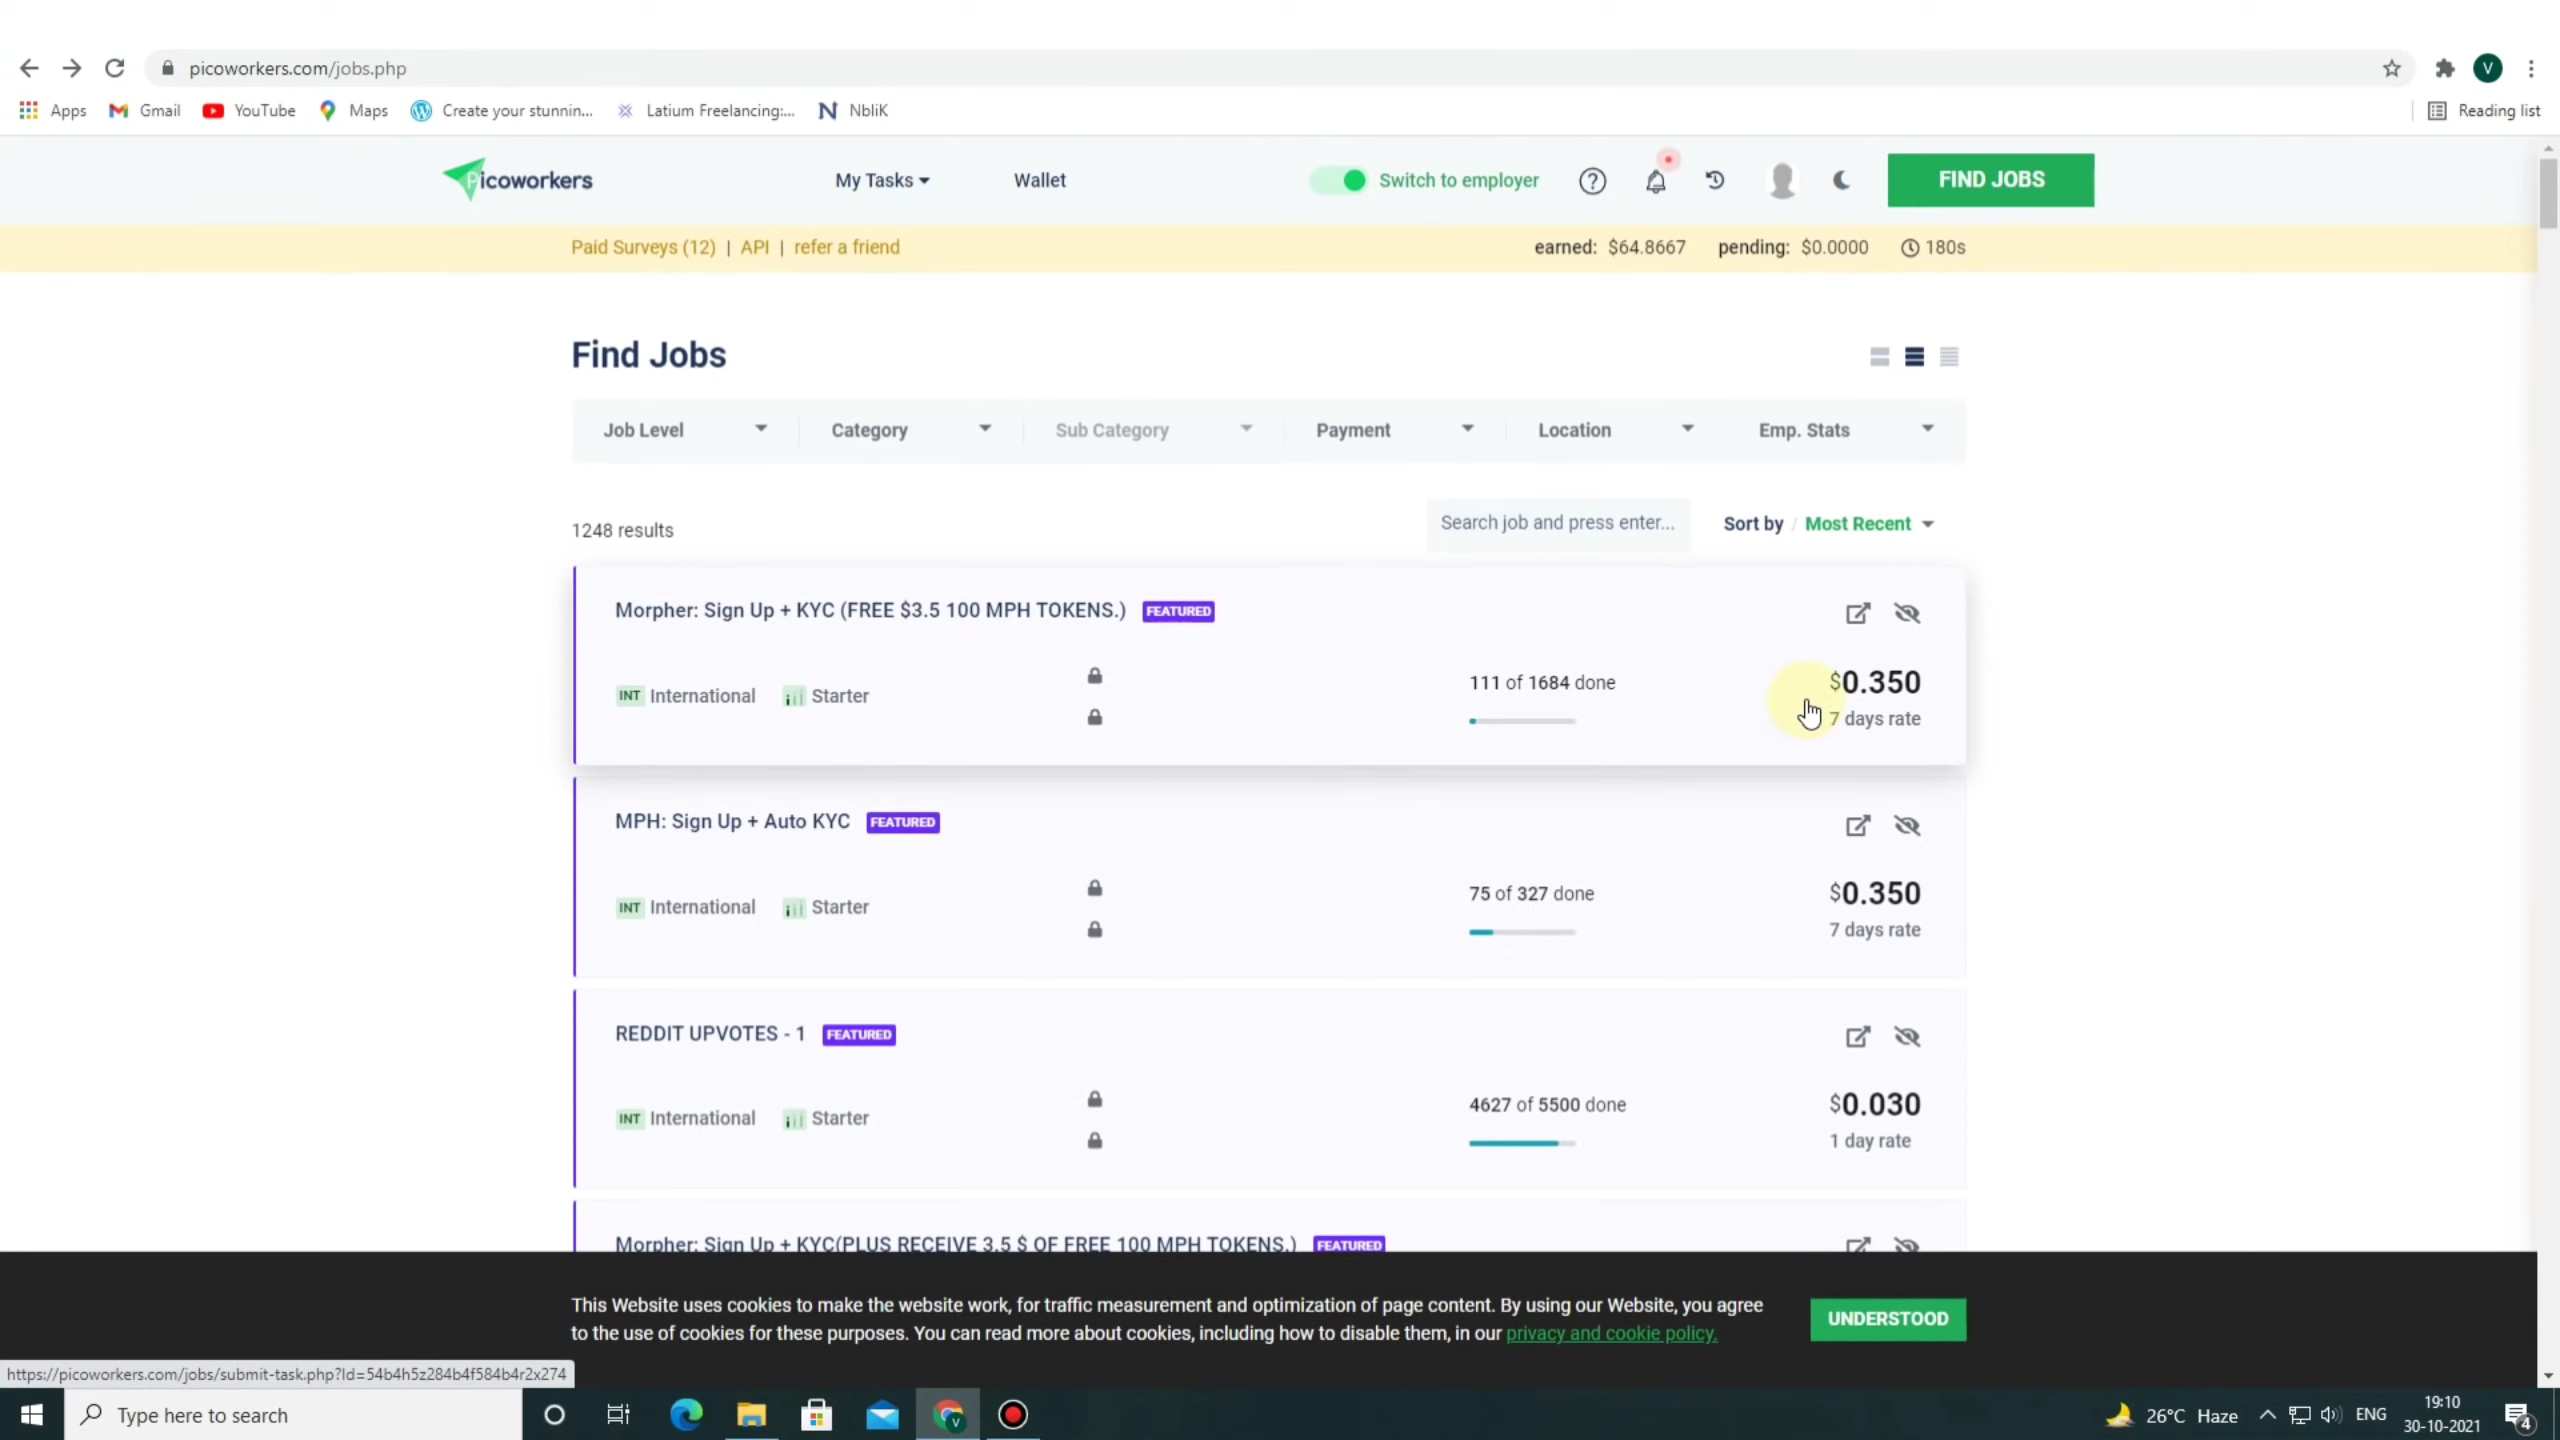 picoworkers.com/jobs.php
Apps Gmail YouTube Maps Create your stunnin... Latium Freelancing:... NbliK Reading list
Picoworkers My Tasks Wallet Switch to employer FIND JOBS
Paid Surveys (12) | API | refer a friend earned: $64.8667 pending: $0.0000 180s
Find Jobs
Job Level Category Sub Category Payment Location Emp. Stats
1248 results Search job and press enter... Sort by / Most Recent
Morpher: Sign Up + KYC (FREE $3.5 100 MPH TOKENS.) FEATURED
INT International Starter 111 of 1684 done $0.350
7 days rate
MPH: Sign Up + Auto KYC FEATURED
INT International Starter 75 of 327 done $0.350
7 days rate
REDDIT UPVOTES - 1 FEATURED
INT International Starter 4627 of 5500 done $0.030
1 day rate
Morpher: Sign Up + KYC(PLUS RECEIVE 3.5 $ OF FREE 100 MPH TOKENS.) FEATURED
This Website uses cookies to make the website work, for traffic measurement and optimization of page content. By using our Website, you agree
to the use of cookies for these purposes. You can read more about cookies, including how to disable them, in our privacy and cookie policy.
UNDERSTOOD
https://picoworkers.com/jobs/submit-task.php?Id=54b4h5z284b4f584b4r2x274
Type here to search 26°C Haze ENG 19:10
30-10-2021 4
V